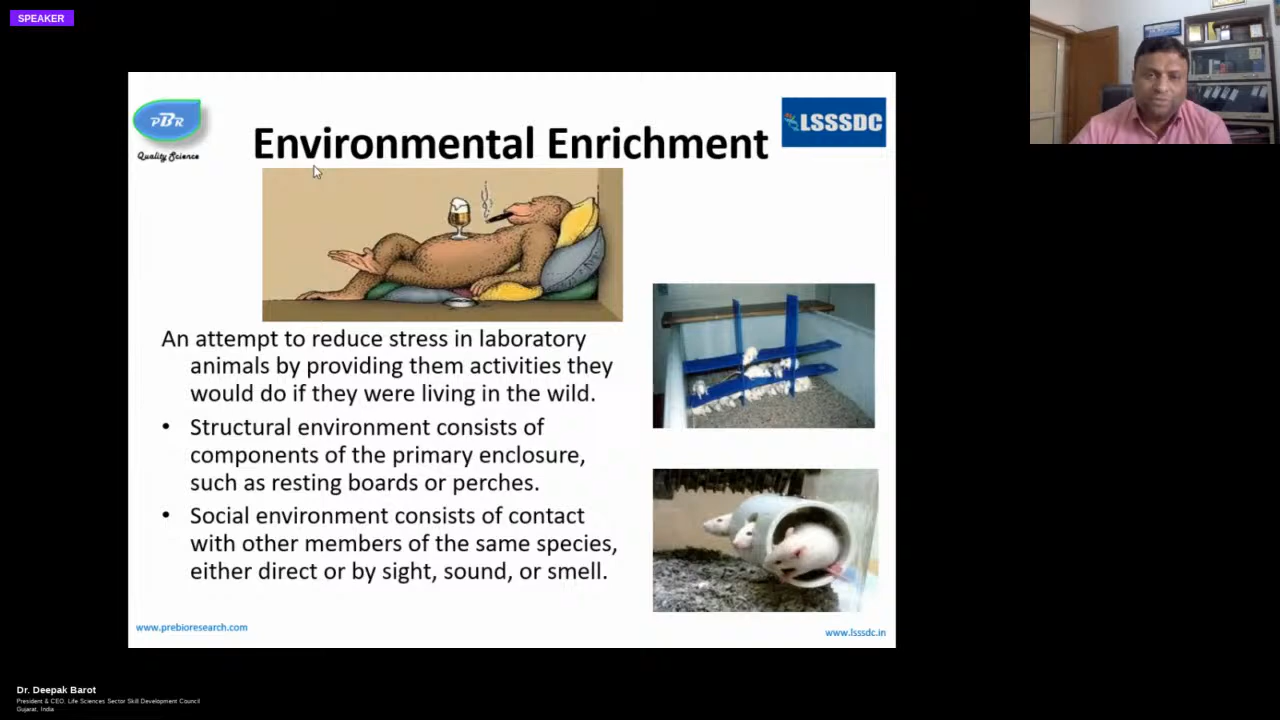 SPEAKER
PBR
Quality Science
Environmental Enrichment
LSSSDC
An attempt to reduce stress in laboratory
animals by providing them activities they
would do if they were living in the wild.
• Structural environment consists of
components of the primary enclosure,
such as resting boards or perches.
• Social environment consists of contact
with other members of the same species,
either direct or by sight, sound, or smell.
www.prebioresearch.com
www.lsssdc.in
Dr. Deepak Barot
President & CEO, Life Sciences Sector Skill Development Council
Gujarat, India